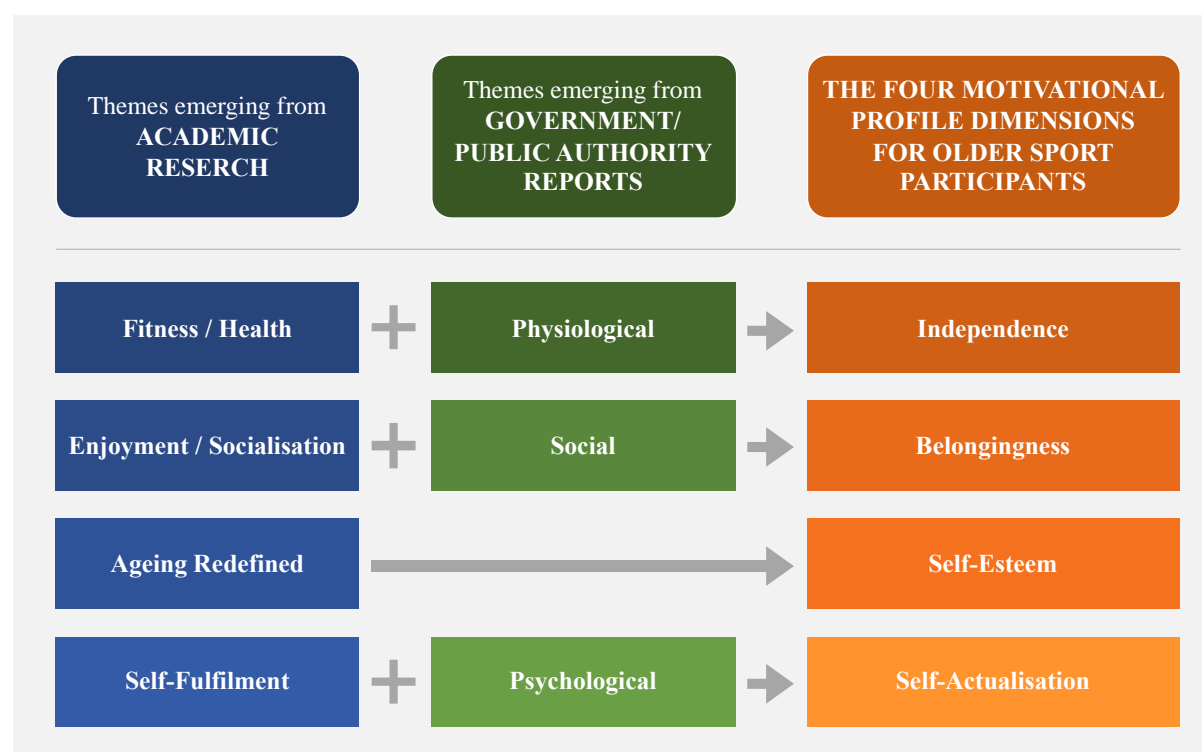 Themes emerging from
ACADEMIC
RESERCH
Themes emerging from
GOVERNMENT/
PUBLIC AUTHORITY
REPORTS
THE FOUR MOTIVATIONAL
PROFILE DIMENSIONS
FOR OLDER SPORT
PARTICIPANTS
Fitness / Health
Physiological
Independence
Enjoyment / Socialisation
Social
Belongingness
Ageing Redefined
Self-Esteem
Self-Fulfilment
Psychological
Self-Actualisation